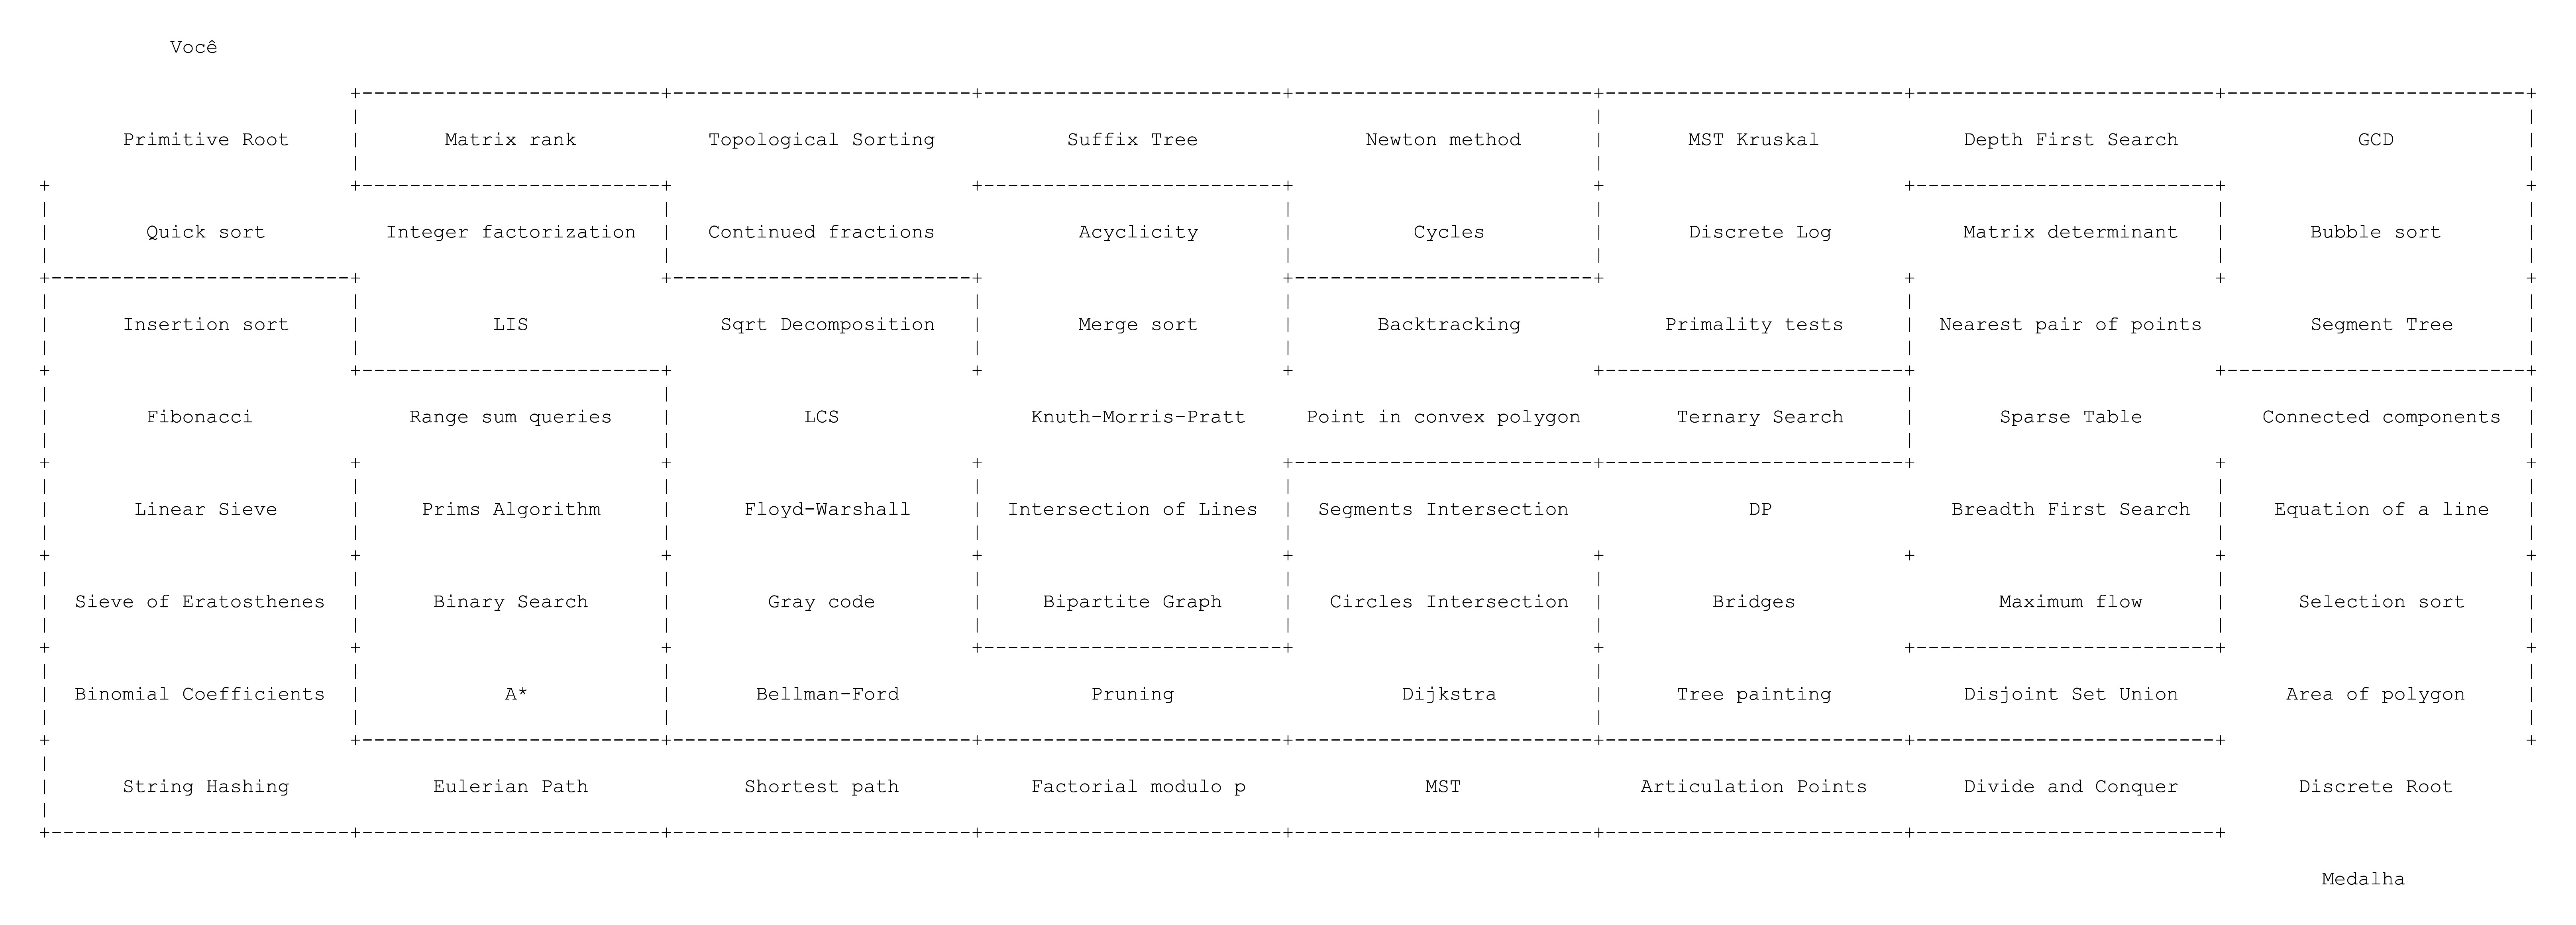 Você
Primitive Root Matrix rank Topological Sorting Suffix Tree Newton method MST Kruskal Depth First Search GCD
Quick sort Integer factorization Continued fractions Acyclicity Cycles Discrete Log Matrix determinant Bubble sort
Insertion sort LIS Sqrt Decomposition Merge sort Backtracking Primality tests Nearest pair of points Segment Tree
Fibonacci Range sum queries LCS Knuth-Morris-Pratt Point in convex polygon Ternary Search Sparse Table Connected components
Linear Sieve Prims Algorithm Floyd-Warshall Intersection of Lines Segments Intersection DP Breadth First Search Equation of a line
Sieve of Eratosthenes Binary Search Gray code Bipartite Graph Circles Intersection Bridges Maximum flow Selection sort
Binomial Coefficients A* Bellman-Ford Pruning Dijkstra Tree painting Disjoint Set Union Area of polygon
String Hashing Eulerian Path Shortest path Factorial modulo p MST Articulation Points Divide and Conquer Discrete Root
Medalha